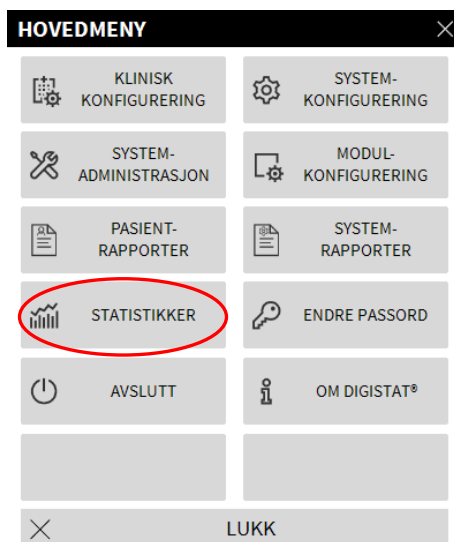 HOVEDMENY
KLINISK
KONFIGURERING
SYSTEM-
KONFIGURERING
SYSTEM-
ADMINISTRASJON
MODUL-
KONFIGURERING
PASIENT-
RAPPORTER
SYSTEM-
RAPPORTER
STATISTIKKER
ENDRE PASSORD
AVSLUTT
OM DIGISTAT®
LUKK